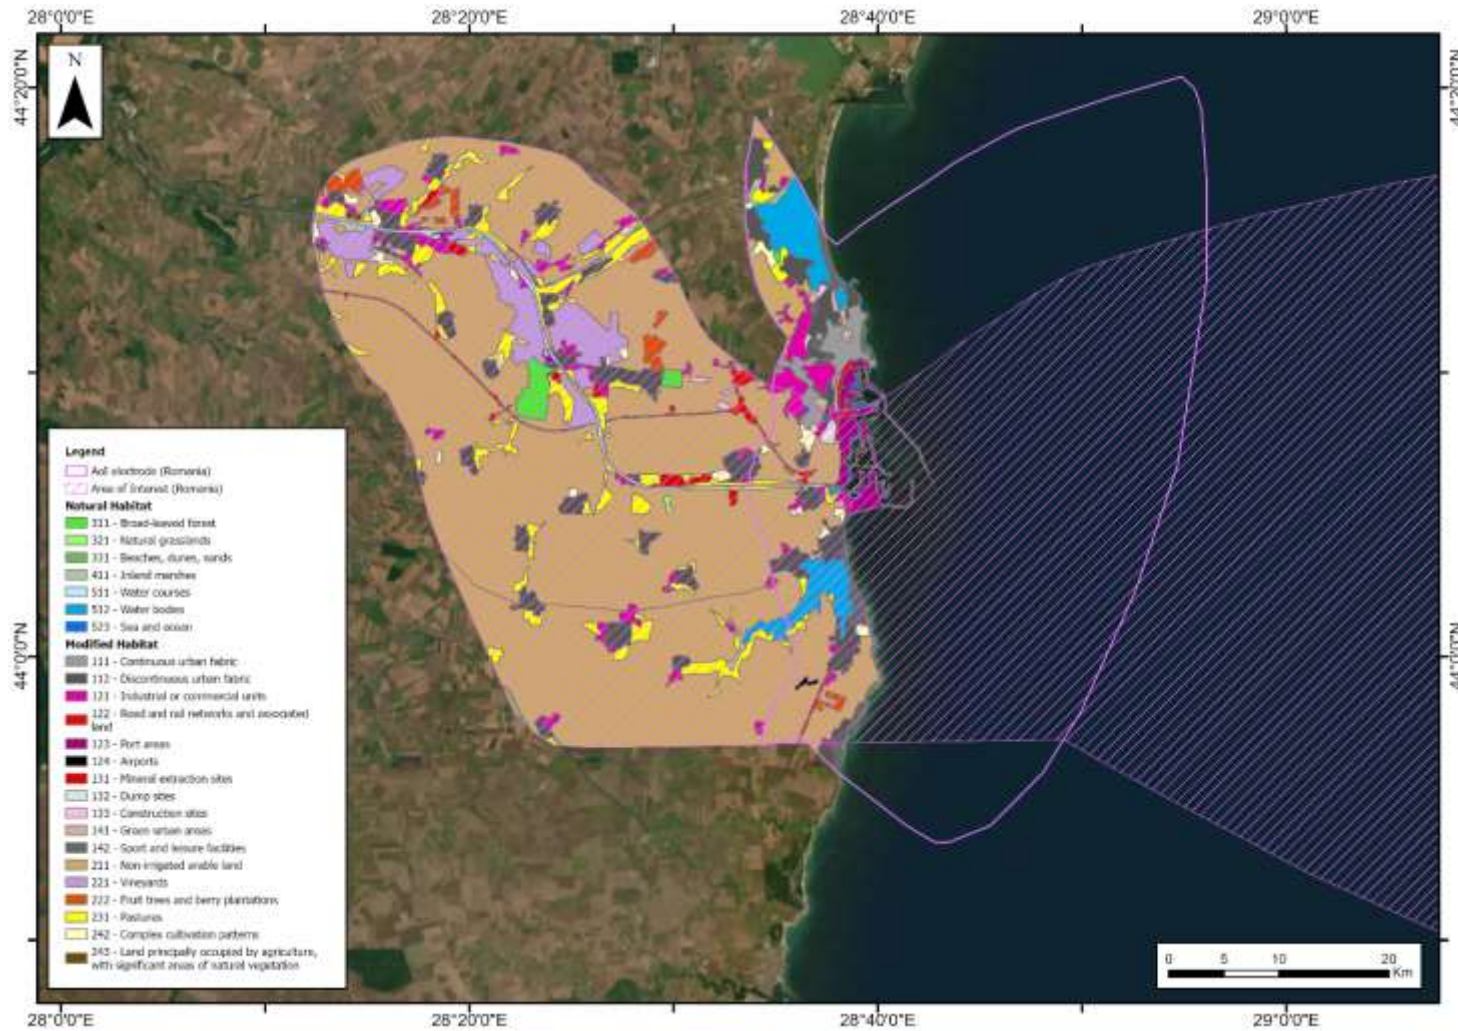 28°0'0"E
28°20'0"E
28°40'0"E
29°0'0"E
N
44°20'0"N
44°20'0"N
Legend
AoI electrode (Romania)
Area of Interest (Romania)
Natural Habitat
311 - Broad-leaved forest
321 - Natural grasslands
331 - Beaches, dunes, sands
411 - Inland marshes
511 - Water courses
512 - Water bodies
523 - Sea and ocean
Modified Habitat
111 - Continuous urban fabric
112 - Discontinuous urban fabric
121 - Industrial or commercial units
122 - Road and rail networks and associated
land
123 - Port areas
124 - Airports
131 - Mineral extraction sites
132 - Dump sites
133 - Construction sites
141 - Green urban areas
142 - Sport and leisure facilities
211 - Non-irrigated arable land
221 - Vineyards
222 - Fruit trees and berry plantations
231 - Pastures
242 - Complex cultivation patterns
243 - Land principally occupied by agriculture,
with significant areas of natural vegetation
44°0'0"N
44°0'0"N
0 5 10 20
Km
28°0'0"E
28°20'0"E
28°40'0"E
29°0'0"E